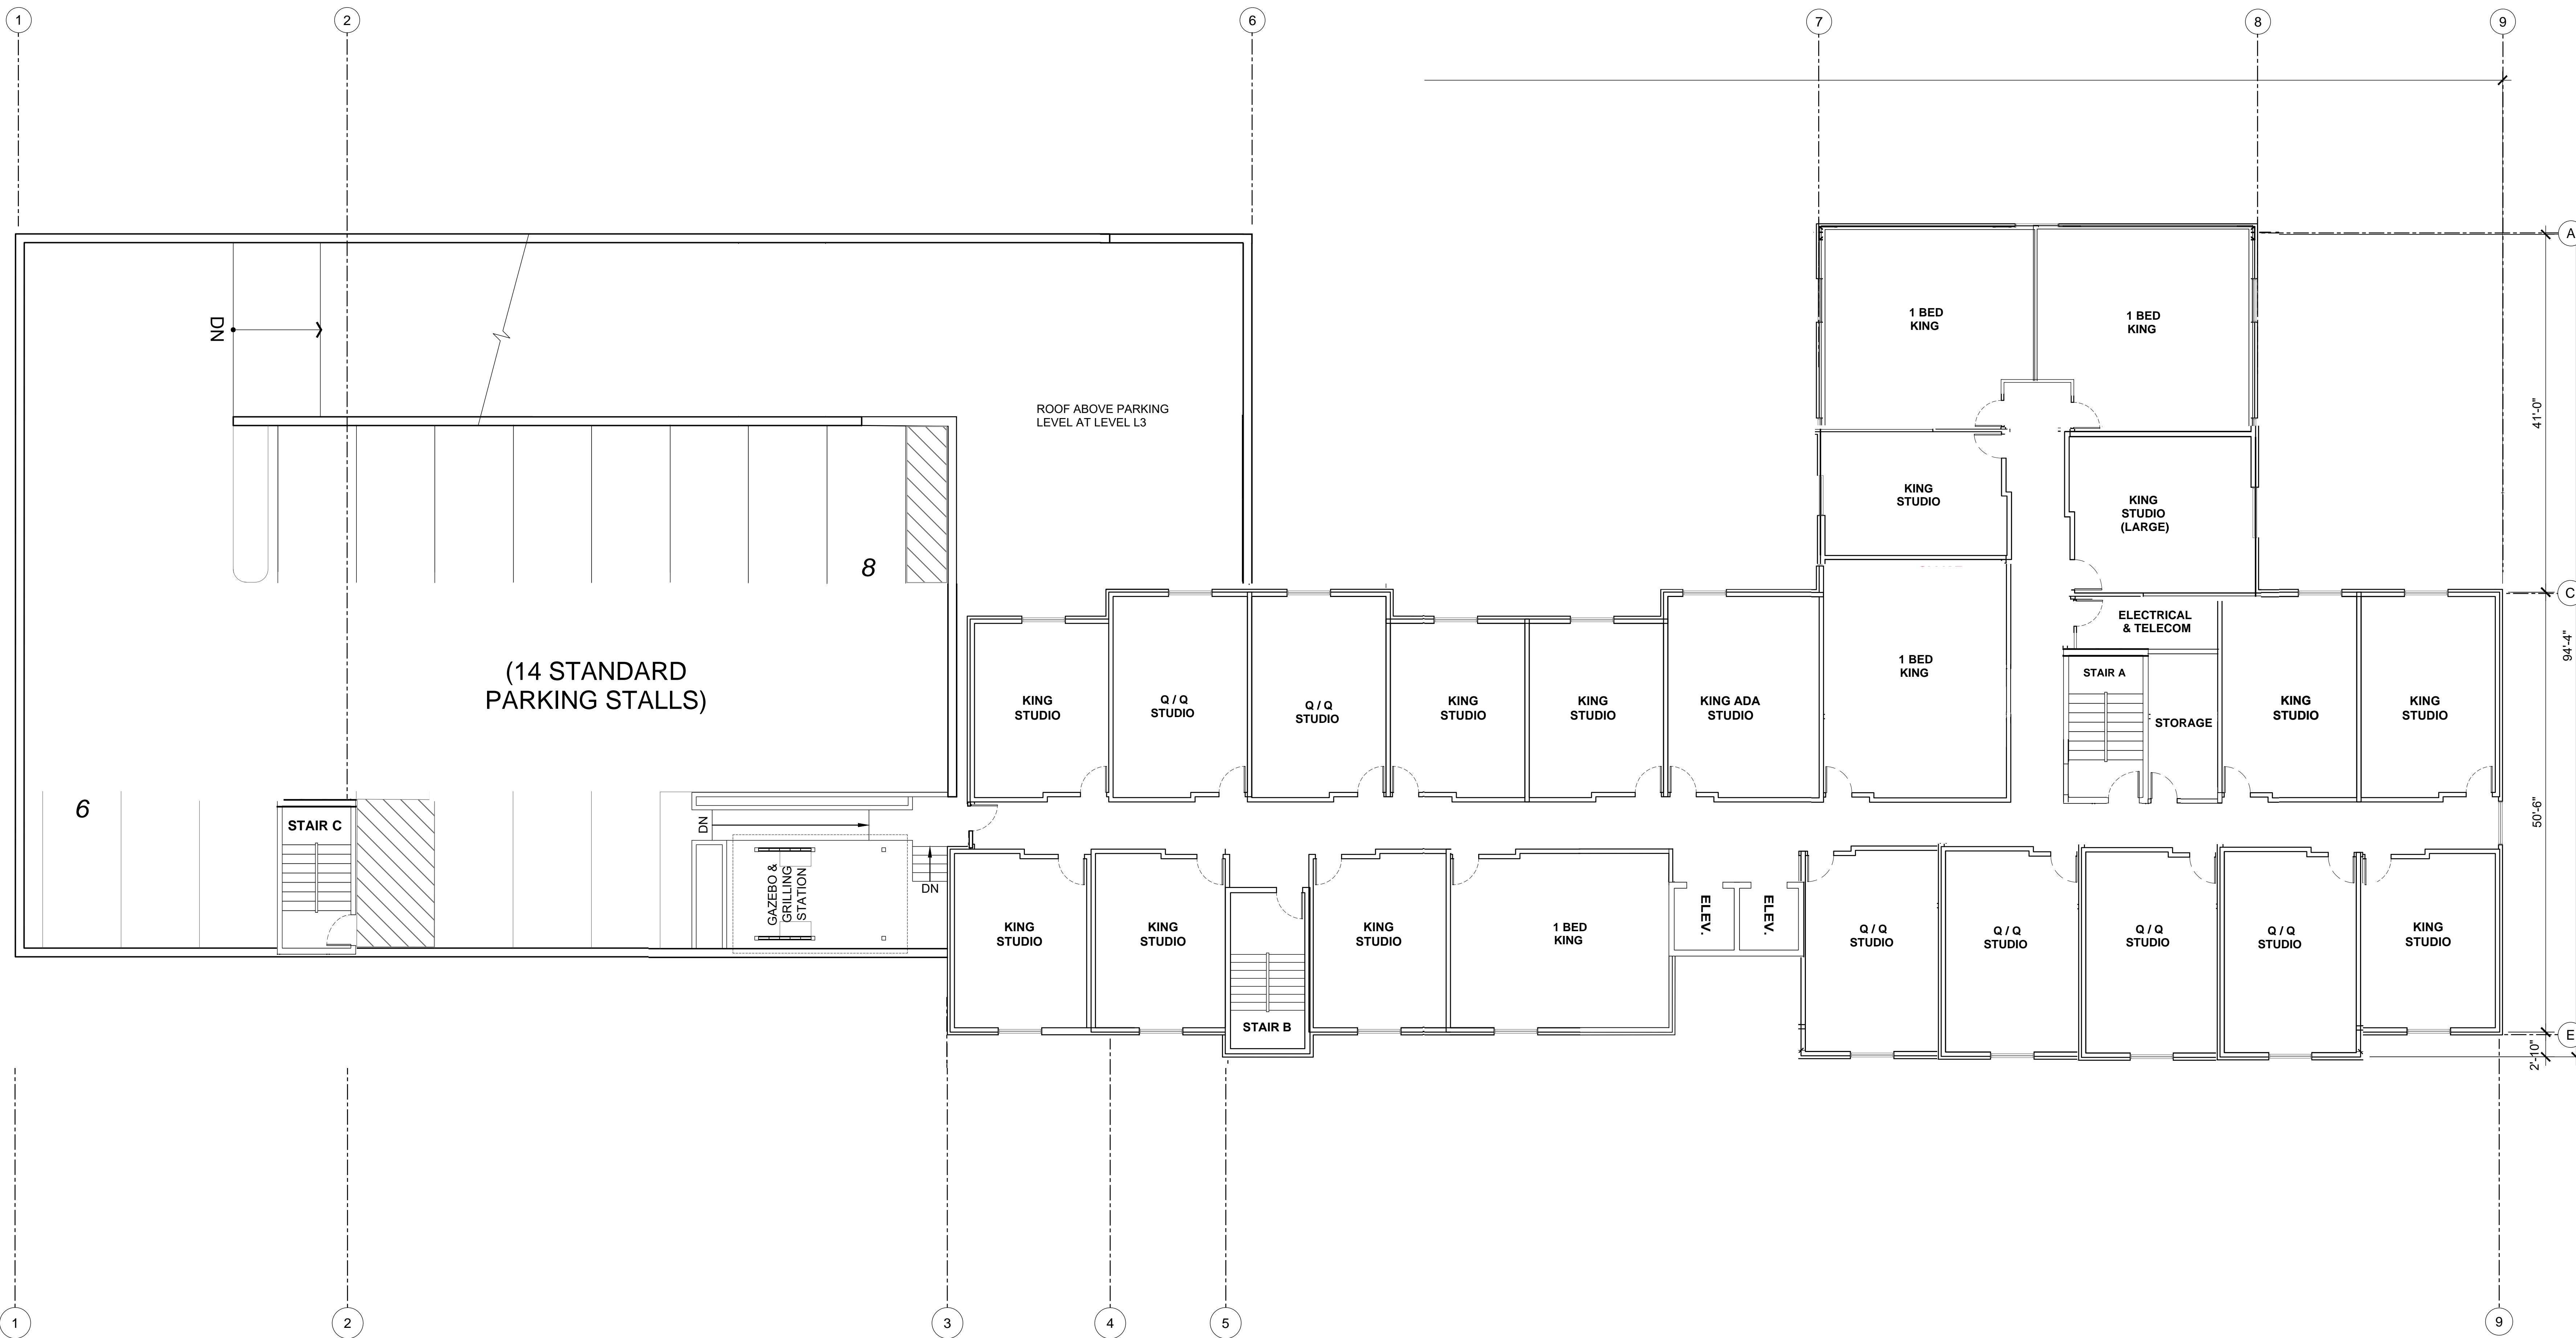 1
2
6
7
8
9
A
DN
1 BED
KING
1 BED
KING
41'-0"
ROOF ABOVE PARKING
LEVEL AT LEVEL L3
KING
STUDIO
KING
STUDIO
(LARGE)
8
C
ELECTRICAL
& TELECOM
94'-4"
(14 STANDARD
PARKING STALLS)
KING
STUDIO
Q / Q
STUDIO
Q / Q
STUDIO
KING
STUDIO
KING
STUDIO
KING ADA
STUDIO
1 BED
KING
STAIR A
STORAGE
KING
STUDIO
KING
STUDIO
6
STAIR C
DN
50'-6"
GAZEBO &
GRILLING
STATION
DN
KING
STUDIO
KING
STUDIO
STAIR B
KING
STUDIO
1 BED
KING
ELEV.
ELEV.
Q / Q
STUDIO
Q / Q
STUDIO
Q / Q
STUDIO
Q / Q
STUDIO
KING
STUDIO
E
2'-10"
1
2
3
4
5
9